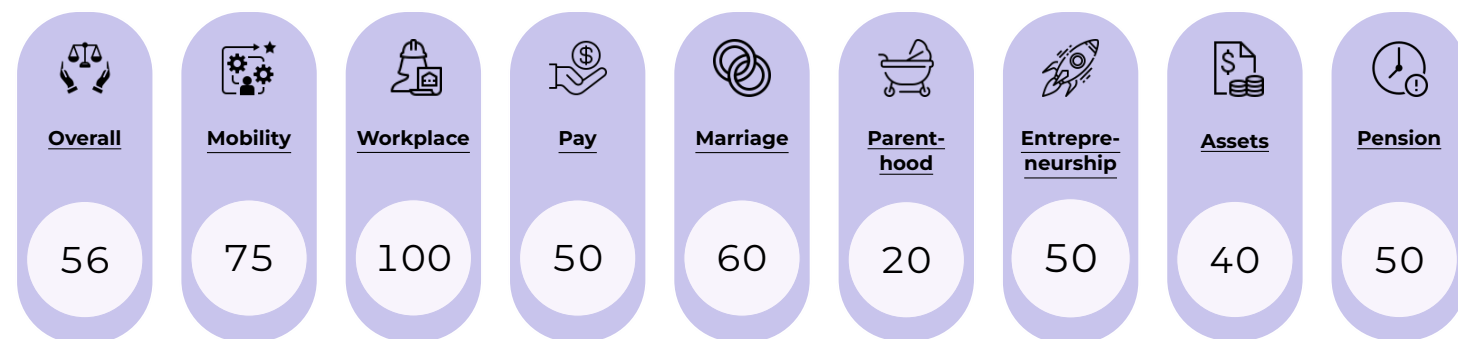 Overall
56
Mobility
75
Workplace
100
Pay
$
50
Marriage
60
Parent-
hood
20
Entrepre-
neurship
50
Assets
$
40
Pension
!
50